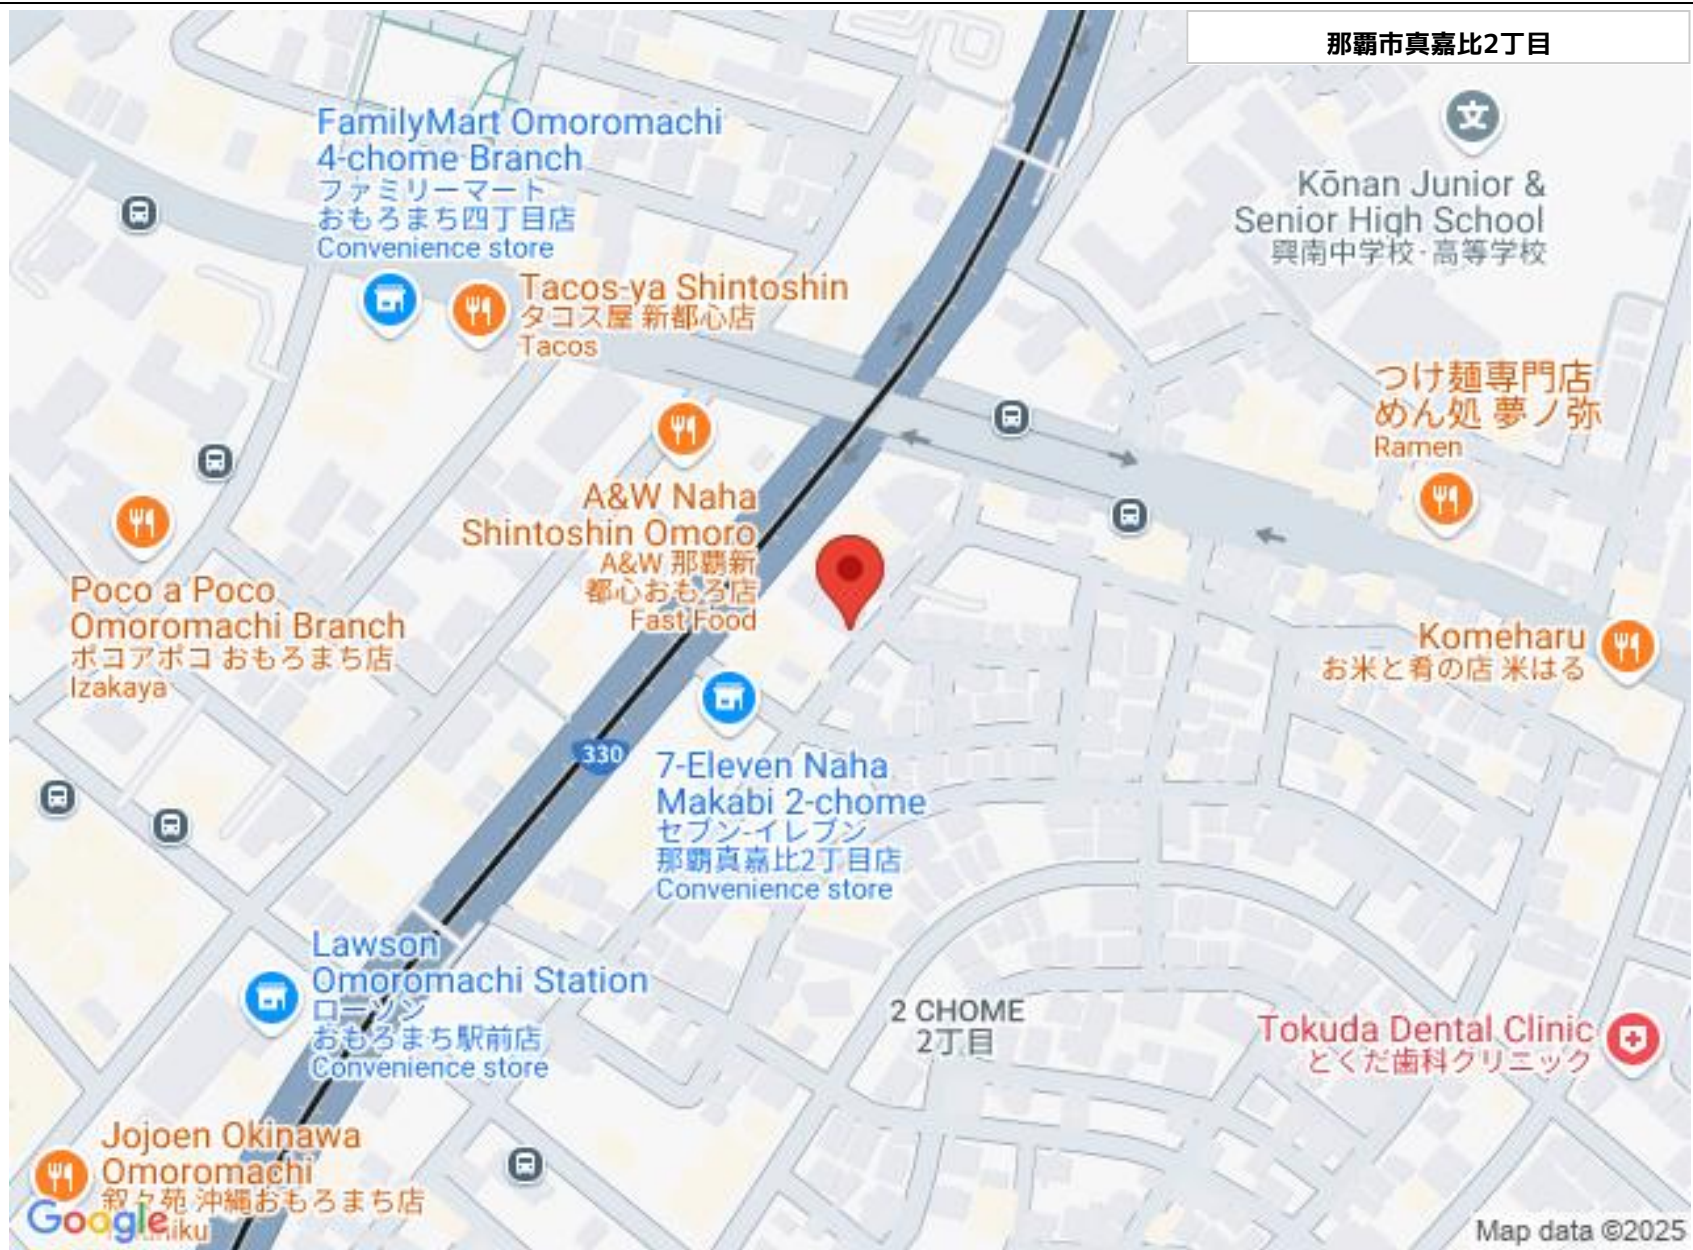 那覇市真嘉比2丁目
FamilyMart Omoromachi
4-chome Branch
ファミリーマート
おもろまち四丁目店
Convenience store
Kōnan Junior &
Senior High School
興南中学校・高等学校
Tacos-ya Shintoshin
タコス屋 新都心店
Tacos
つけ麺専門店
めん処 夢ノ弥
Ramen
A&W Naha
Shintoshin Omoro
A&W 那覇新
都心おもろ店
Fast Food
Poco a Poco
Omoromachi Branch
ポコアポコ おもろまち店
Izakaya
Komeharu
お米と肴の店 米はる
330
7-Eleven Naha
Makabi 2-chome
セブン-イレブン
那覇真嘉比2丁目店
Convenience store
Lawson
Omoromachi Station
ローソン
おもろまち駅前店
Convenience store
2 CHOME
2丁目
Tokuda Dental Clinic
とくだ歯科クリニック
Jojoen Okinawa
Omoromachi
叙々苑 沖縄おもろまち店
Google
Map data ©2025
文